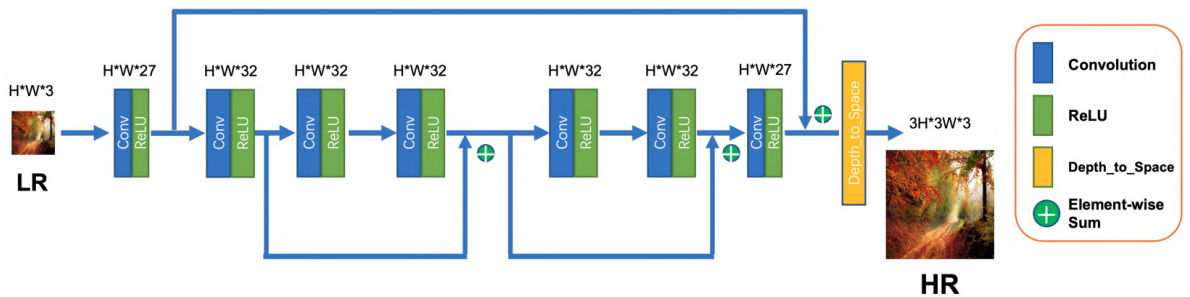 H*W*3
LR
H*W*27
Conv
ReLU
H*W*32
Conv
ReLU
H*W*32
Conv
ReLU
H*W*32
Conv
ReLU
H*W*32
Conv
ReLU
H*W*32
Conv
ReLU
H*W*27
Conv
ReLU
Depth_to_Space
3H*3W*3
HR
Convolution
ReLU
Depth_to_Space
Element-wise
Sum